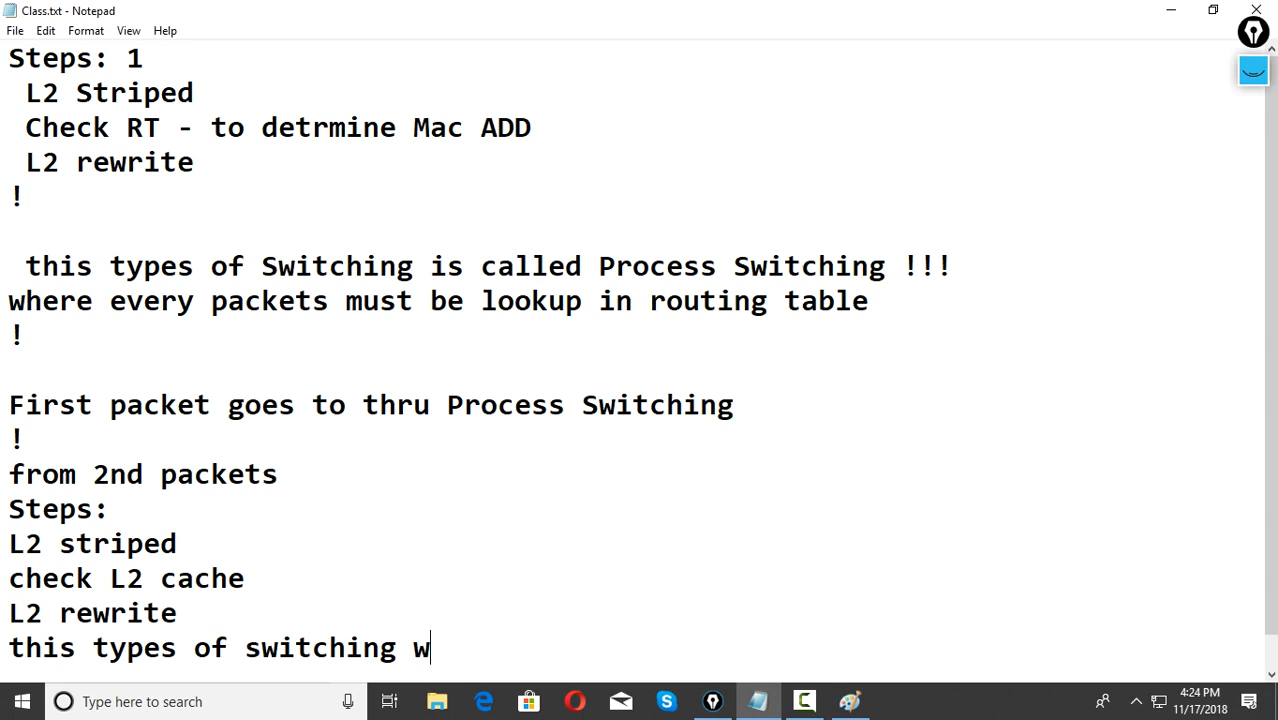 Class.txt - Notepad
File Edit Format View Help
Steps: 1
L2 Striped
Check RT - to detrmine Mac ADD
L2 rewrite
!
this types of Switching is called Process Switching !!!
where every packets must be lookup in routing table
!
First packet goes to thru Process Switching
!
from 2nd packets
Steps:
L2 striped
check L2 cache
L2 rewrite
this types of switching w
Type here to search
4:24 PM
11/17/2018